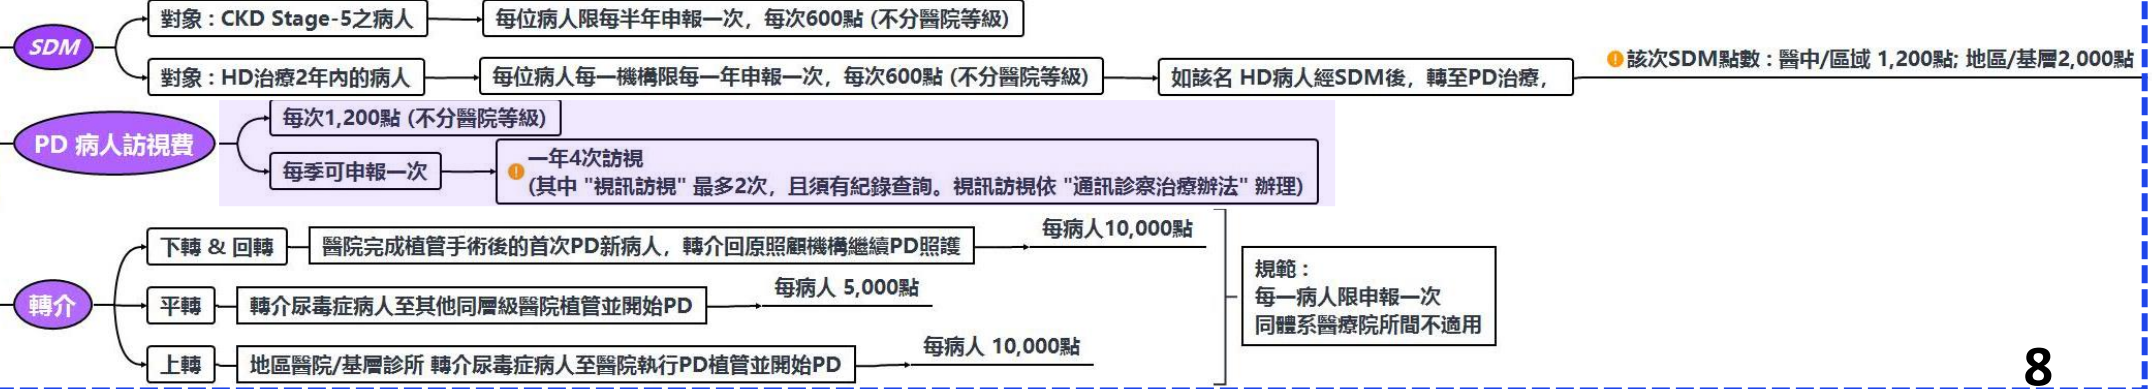 SDM
對象：CKD Stage-5之病人
每位病人限每半年申報一次，每次600點 (不分醫院等級)
對象：HD治療2年內的病人
每位病人每一機構限每一年申報一次，每次600點 (不分醫院等級)
如該名 HD病人經SDM後，轉至PD治療，
該次SDM點數：醫中/區域 1,200點; 地區/基層2,000點
PD 病人訪視費
每次1,200點 (不分醫院等級)
每季可申報一次
一年4次訪視
(其中 "視訊訪視" 最多2次，且須有紀錄查詢。視訊訪視依 "通訊診察治療辦法" 辦理)
轉介
下轉 & 回轉
醫院完成植管手術後的首次PD新病人，轉介回原照顧機構繼續PD照護
每病人10,000點
平轉
轉介尿毒症病人至其他同層級醫院植管並開始PD
每病人 5,000點
上轉
地區醫院/基層診所 轉介尿毒症病人至醫院執行PD植管並開始PD
每病人 10,000點
規範：
每一病人限申報一次
同體系醫療院所間不適用
8